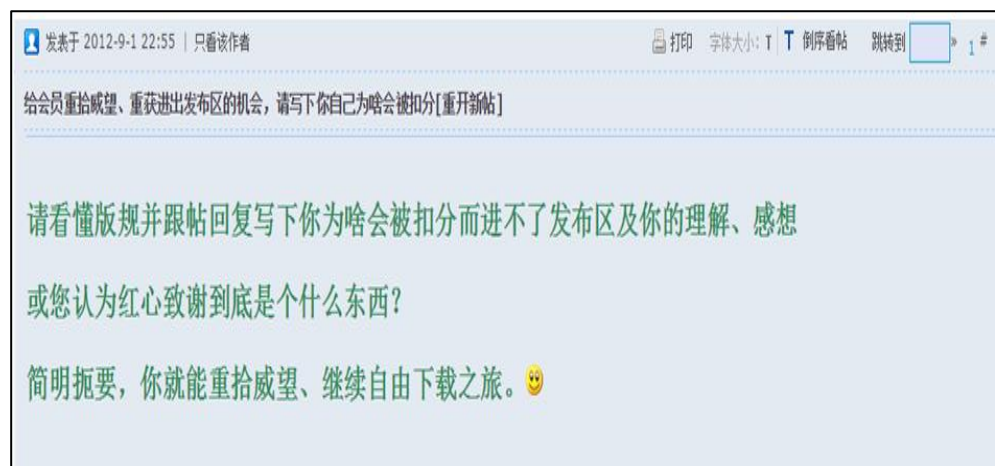 发表于 2012-9-1 22:55 | 只看该作者 打印 字体大小: T | T 倒序看帖 跳转到 » 1 #
给会员重拾威望、重获进出发布区的机会，请写下你自己为啥会被扣分[重开新帖]
请看懂版规并跟帖回复写下你为啥会被扣分而进不了发布区及你的理解、感想
或您认为红心致谢到底是个什么东西？
简明扼要，你就能重拾威望、继续自由下载之旅。